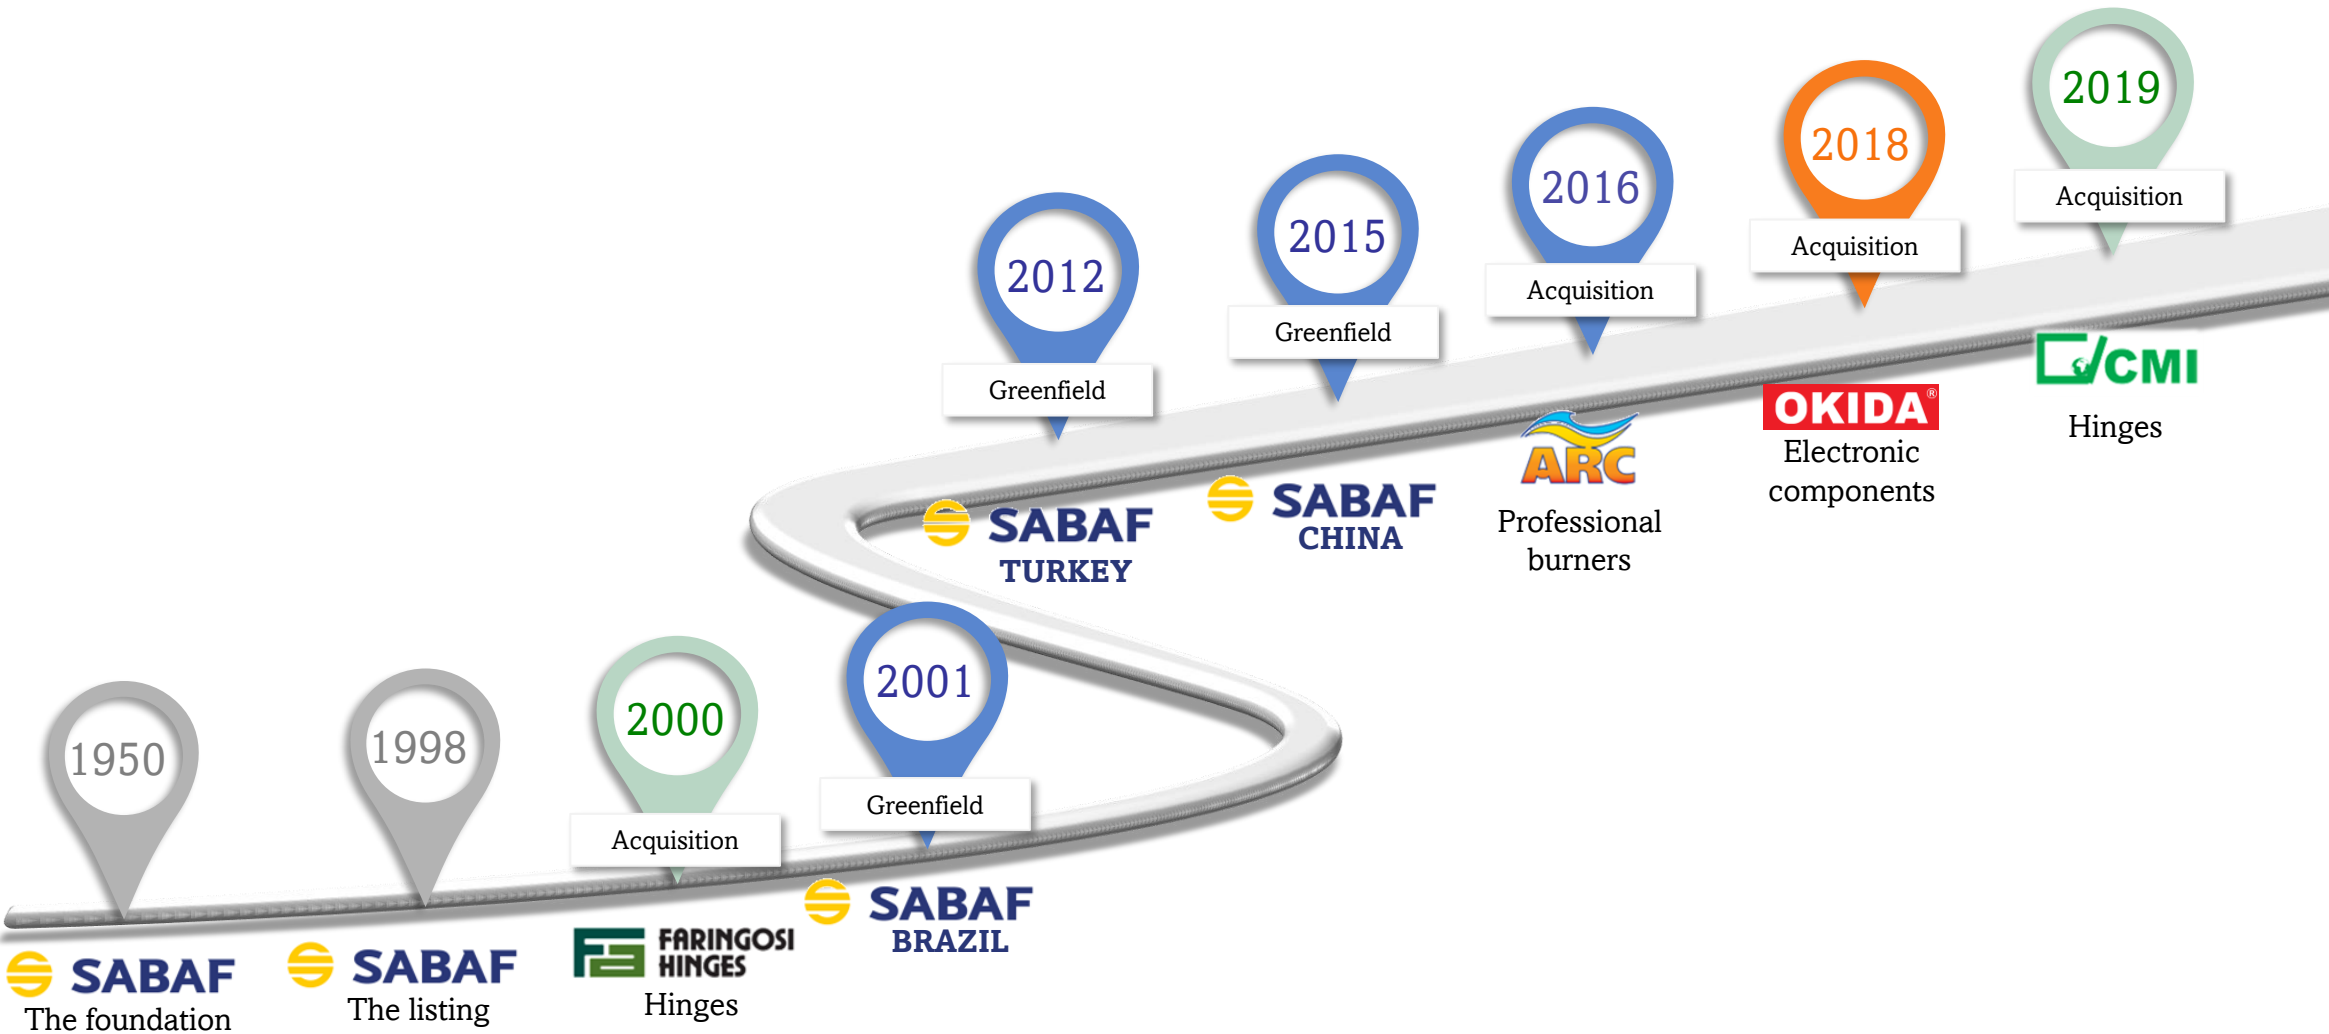 1950
SABAF
The foundation
1998
SABAF
The listing
2000
Acquisition
FARINGOSI
HINGES
Hinges
2001
Greenfield
SABAF
BRAZIL
2012
Greenfield
SABAF
TURKEY
2015
Greenfield
SABAF
CHINA
2016
Acquisition
ARC
Professional
burners
2018
Acquisition
OKIDA®
Electronic
components
2019
Acquisition
CMI
Hinges